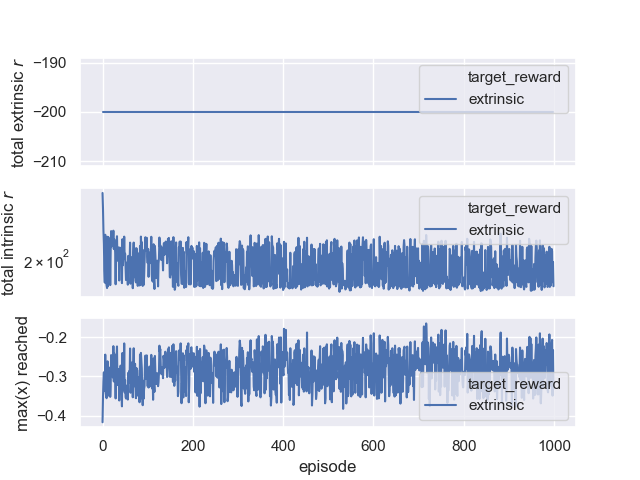 total extrinsic r
−190
−200
−210
target_reward
extrinsic
total intrinsic r
2 × 10²
target_reward
extrinsic
max(x) reached
−0.2
−0.3
−0.4
target_reward
extrinsic
0 200 400 600 800 1000
episode